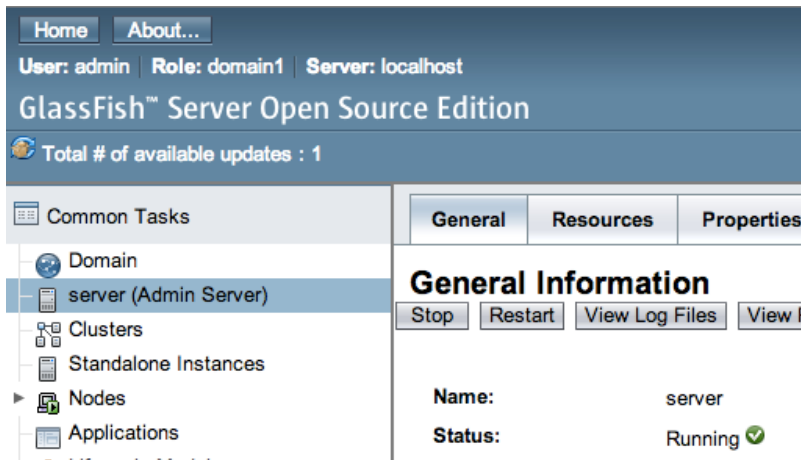 Home About...
User: admin Role: domain1 Server: localhost
GlassFish™ Server Open Source Edition
Total # of available updates : 1
Common Tasks
Domain
server (Admin Server)
Clusters
Standalone Instances
Nodes
Applications
General Resources Properties
General Information
Stop Restart View Log Files View
Name: server
Status: Running